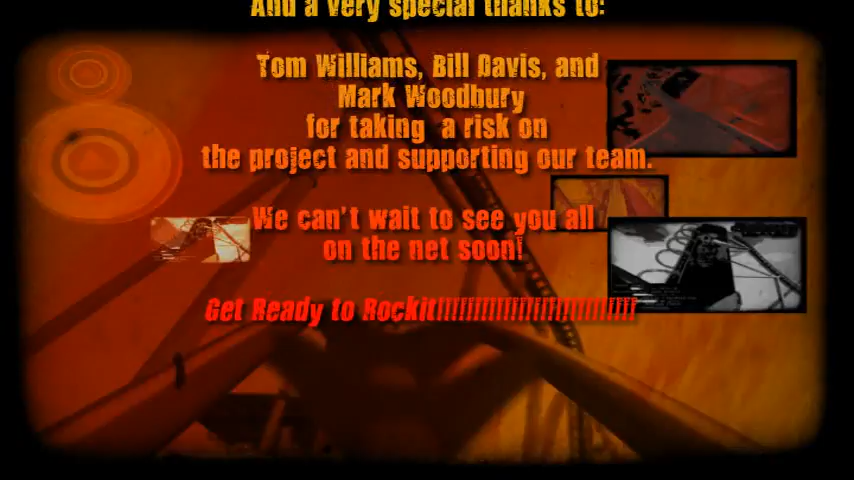 And a very special thanks to:
Tom Williams, Bill Davis, and
Mark Woodbury
for taking a risk on
the project and supporting our team.
We can't wait to see you all
on the net soon!
Get Ready to Rockit!!!!!!!!!!!!!!!!!!!!!!!!!!!